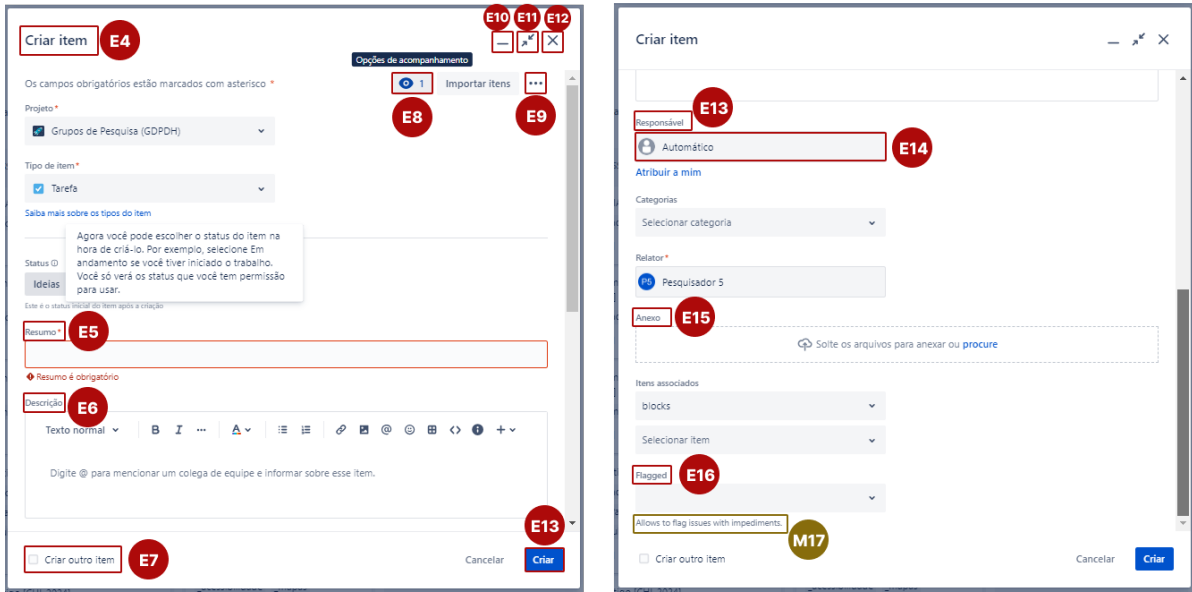 Criar item
E4
E10
E11
E12
Opções de acompanhamento
Os campos obrigatórios estão marcados com asterisco *
1
Importar itens
E8
E9
Projeto *
Grupos de Pesquisa (GDPDH)
Tipo de item *
Tarefa
Saiba mais sobre os tipos do item
Agora você pode escolher o status do item na
hora de criá-lo. Por exemplo, selecione Em
andamento se você tiver iniciado o trabalho.
Você só verá os status que você tem permissão
para usar.
Status
Ideias
Este é o status inicial do item após a criação
Resumo *
E5
Resumo é obrigatório
Descrição
E6
Texto normal
B I ... A
Digite @ para mencionar um colega de equipe e informar sobre esse item.
E13
Criar outro item
E7
Cancelar
Criar
Criar item
Responsável
E13
Automático
E14
Atribuir a mim
Categorias
Selecionar categoria
Relator *
P5 Pesquisador 5
Anexo
E15
Solte os arquivos para anexar ou procure
Itens associados
blocks
Selecionar item
Flagged
E16
Allows to flag issues with impediments.
M17
Criar outro item
Cancelar
Criar